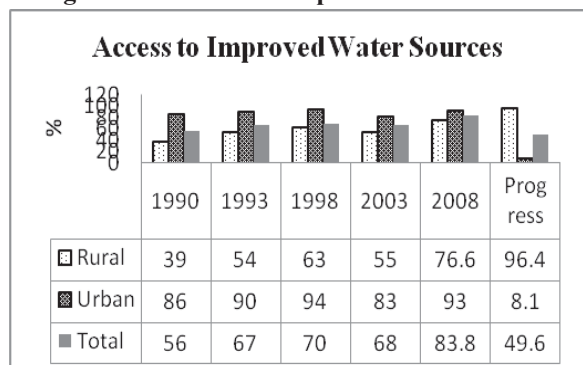 Access to Improved Water Sources
%
120
100
80
60
40
20
0
1990 1993 1998 2003 2008 Prog
ress
Rural 39 54 63 55 76.6 96.4
Urban 86 90 94 83 93 8.1
Total 56 67 70 68 83.8 49.6